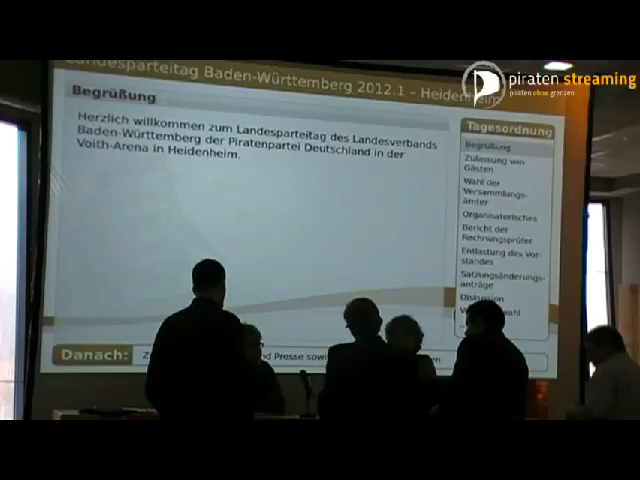 Landesparteitag Baden-Württemberg 2012.1 – Heidenheim
piraten streaming
piraten ohne grenzen
Begrüßung
Herzlich willkommen zum Landesparteitag des Landesverbands
Baden-Württemberg der Piratenpartei Deutschland in der
Voith-Arena in Heidenheim.
Tagesordnung
Begrüßung
Zulassung von
Gästen
Wahl der
Versammlungs-
ämter
Organisatorisches
Bericht der
Rechnungsprüfer
Entlastung des Vor-
standes
Satzungsänderungs-
anträge
Diskussion
Danach:
Presse